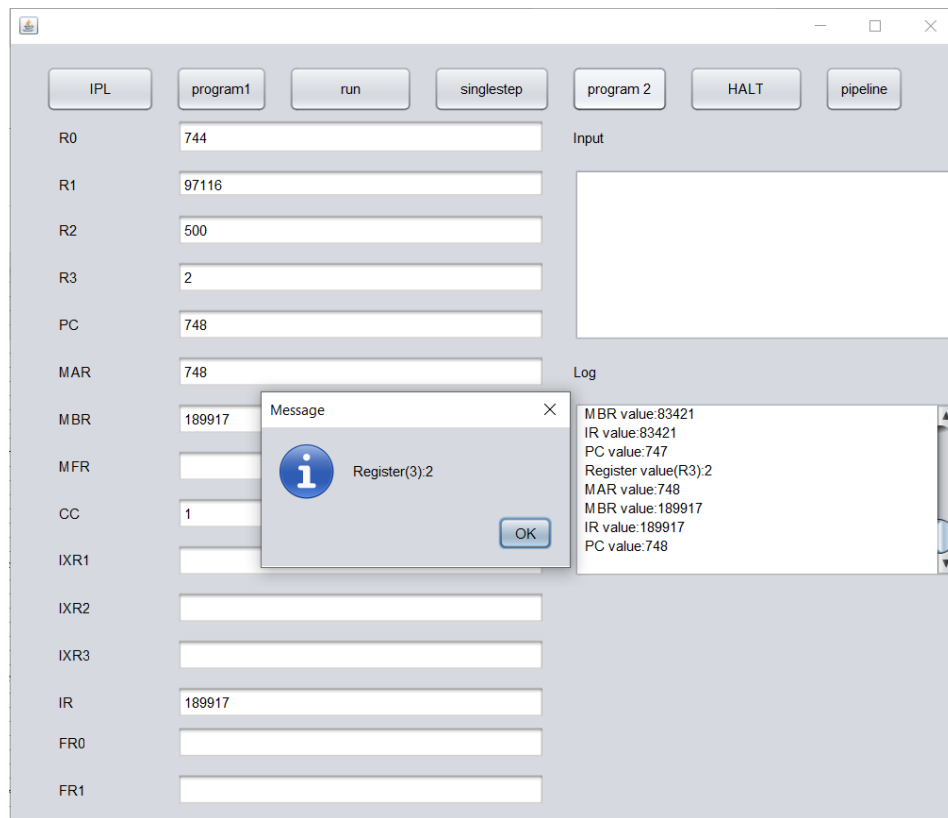 IPL program1 run singlestep program 2 HALT pipeline
R0 744 Input
R1 97116
R2 500
R3 2
PC 748
MAR 748 Log
MBR 189917
MFR
CC 1
IXR1
IXR2
IXR3
IR 189917
FR0
FR1
Message
Register(3):2
OK
MBR value:83421
IR value:83421
PC value:747
Register value(R3):2
MAR value:748
MBR value:189917
IR value:189917
PC value:748